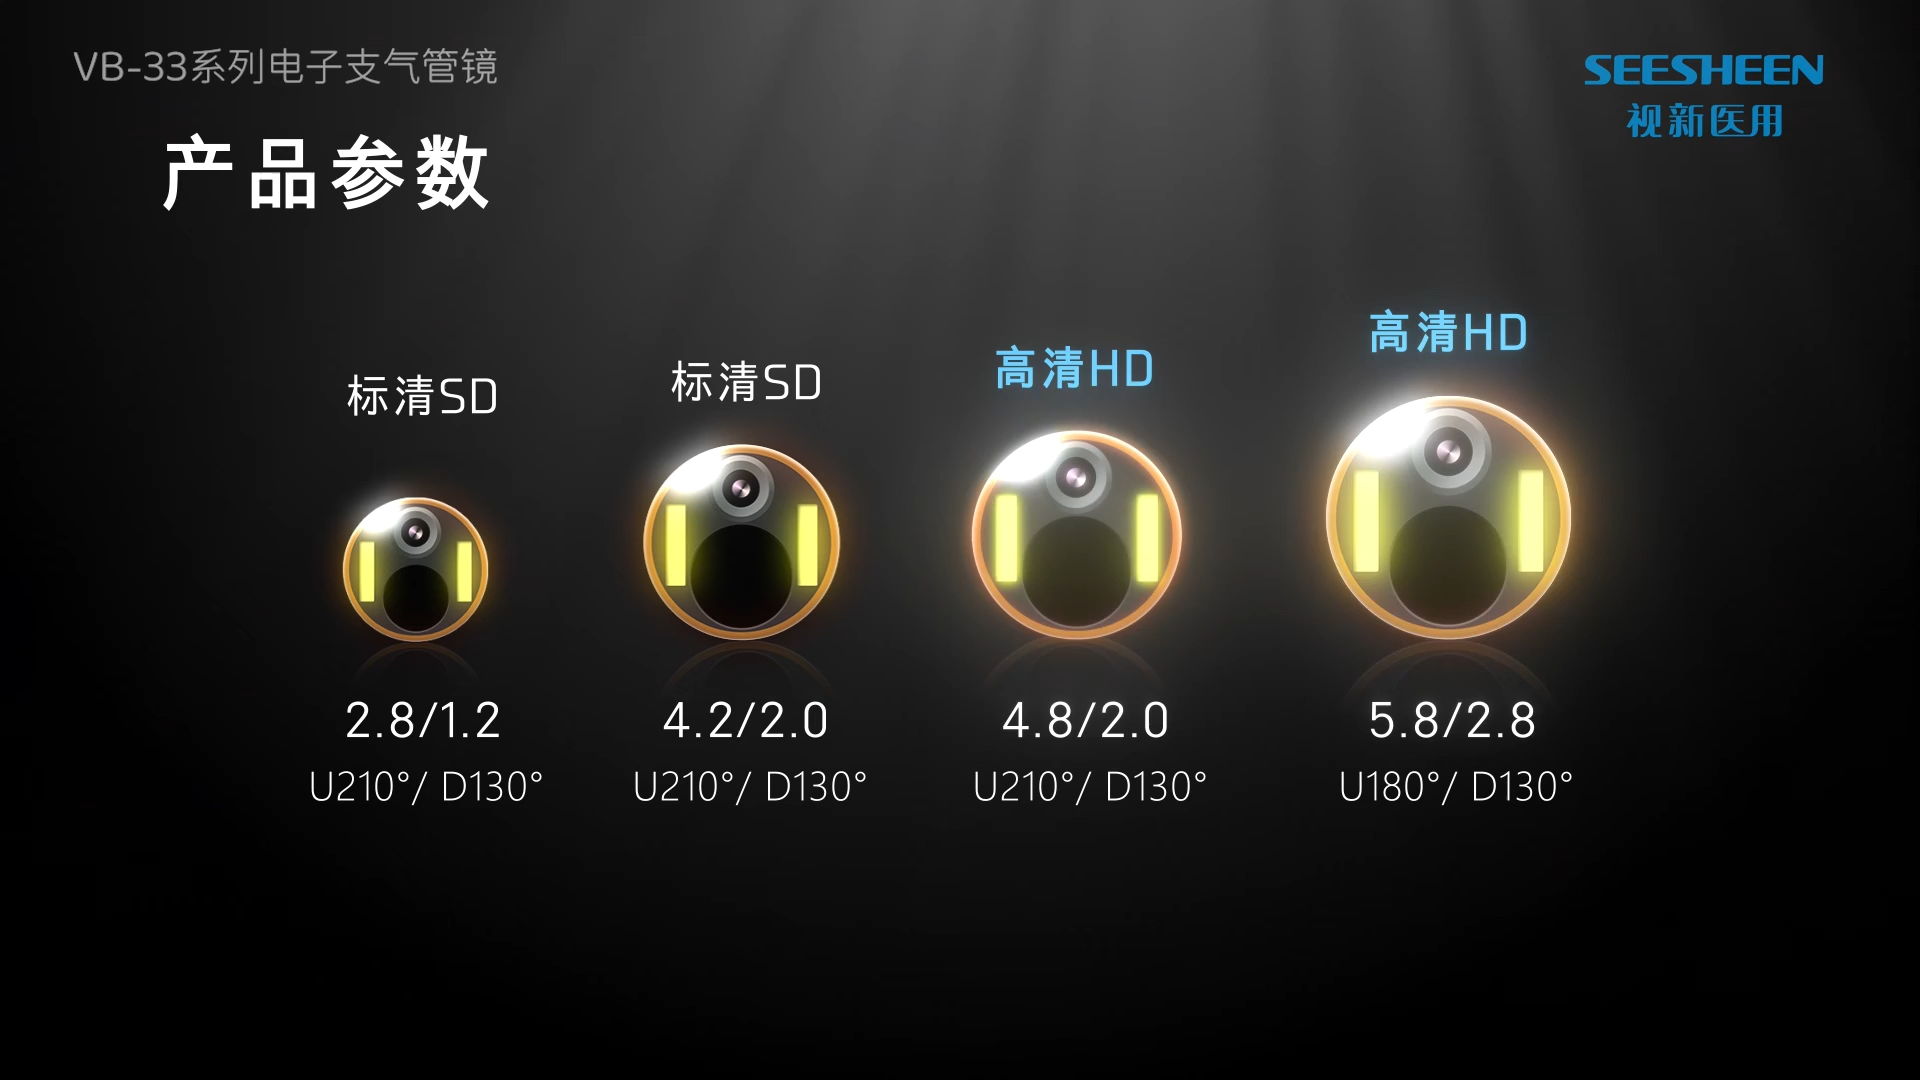 VB-33系列电子支气管镜
产品参数
SEESHEEN
视新医用
标清SD
标清SD
高清HD
高清HD
2.8/1.2
4.2/2.0
4.8/2.0
5.8/2.8
U210°/ D130°
U210°/ D130°
U210°/ D130°
U180°/ D130°